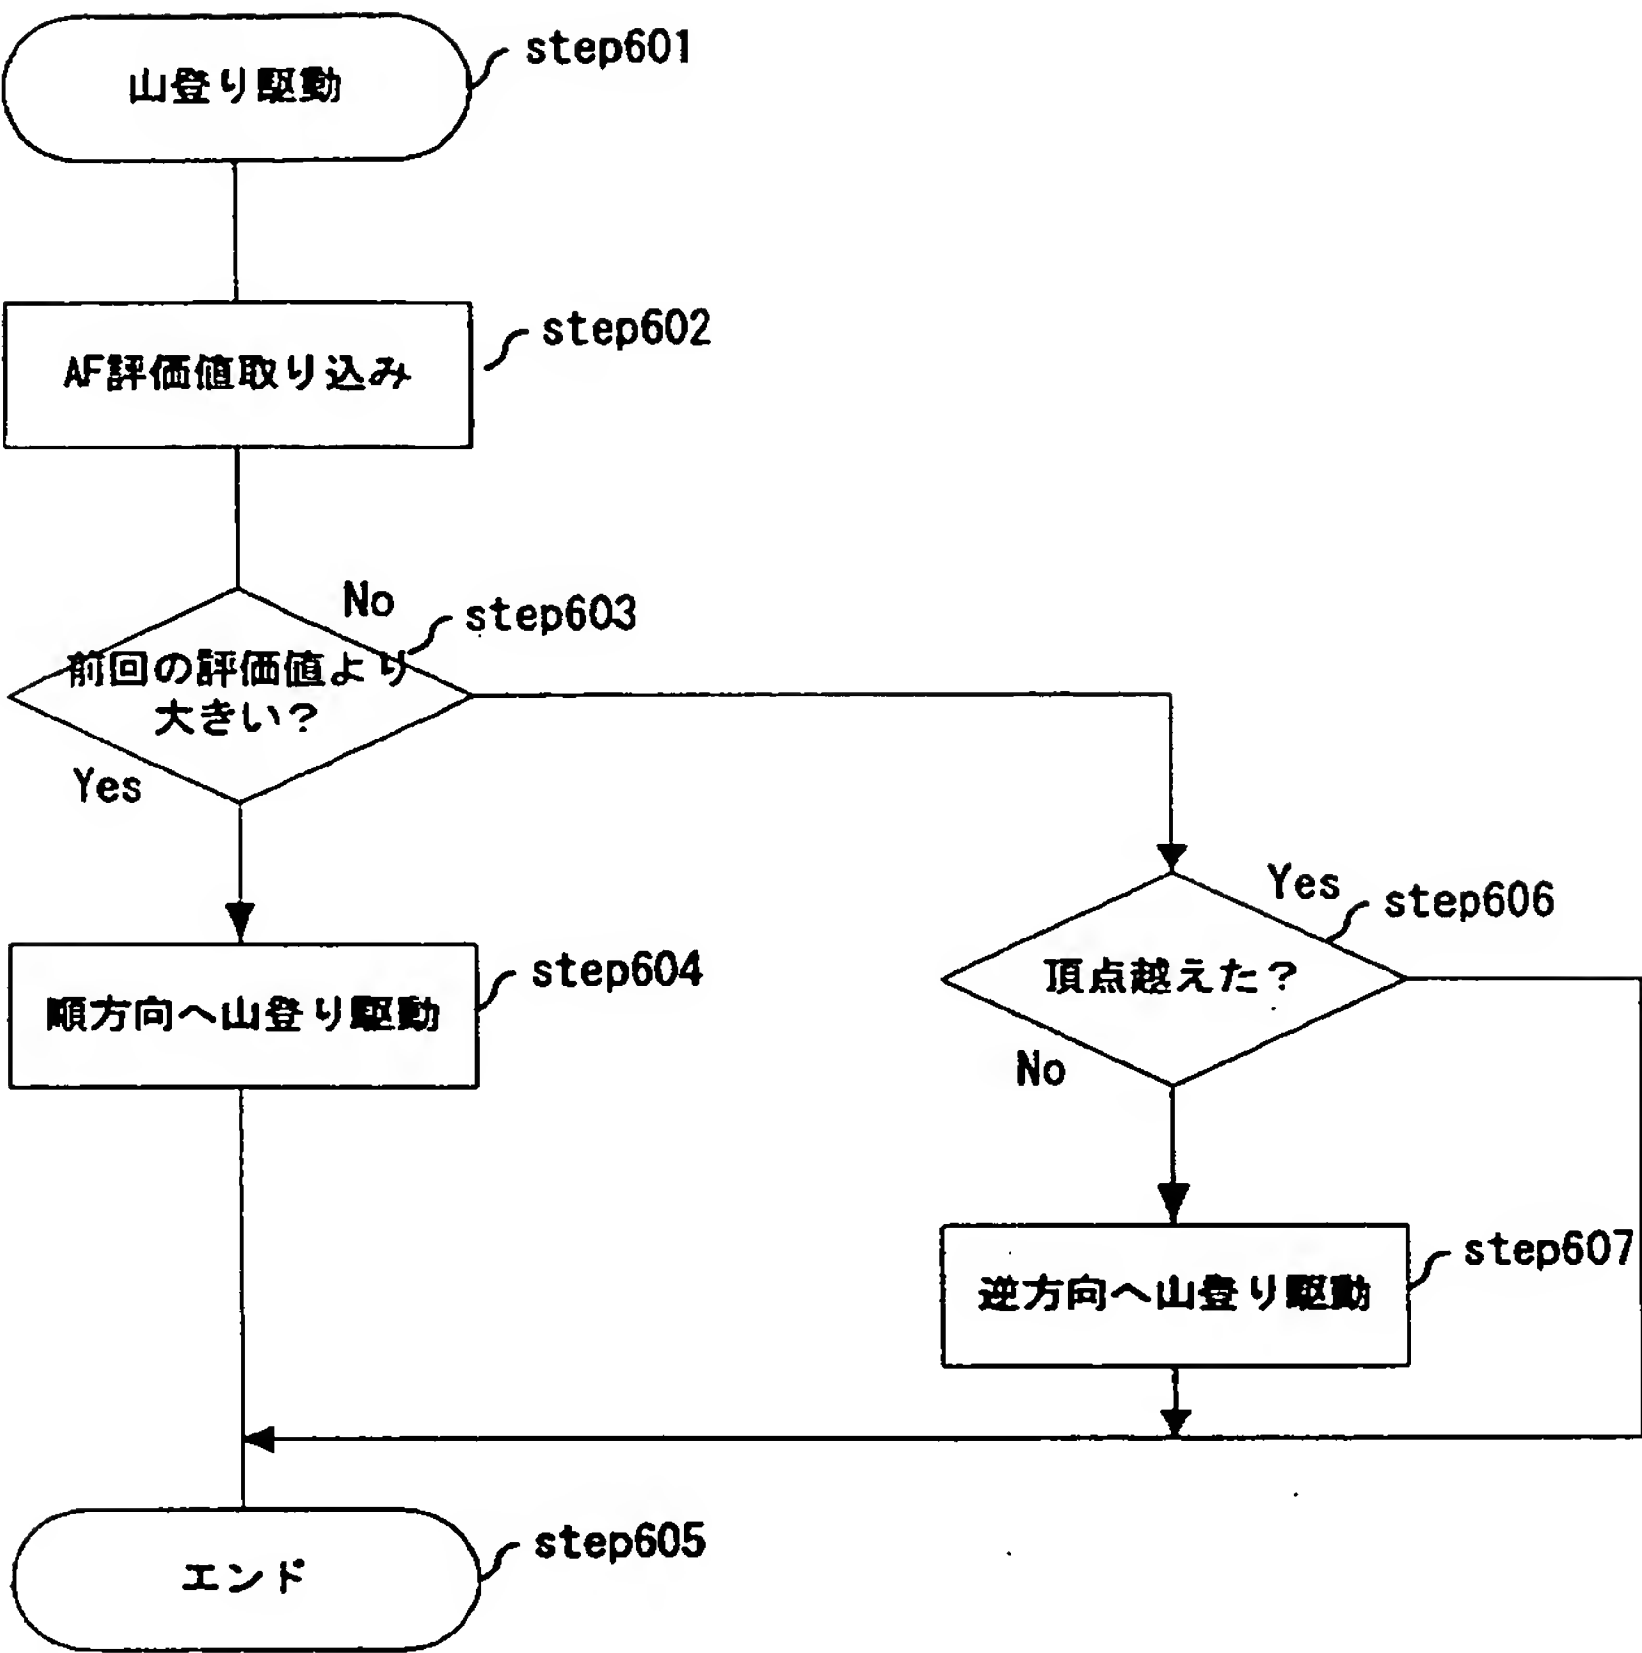 山登り駆動
step601
AF評価値取り込み
step602
No
step603
前回の評価値より
大きい?
Yes
順方向へ山登り駆動
step604
Yes
step606
頂点越えた?
No
逆方向へ山登り駆動
step607
エンド
step605